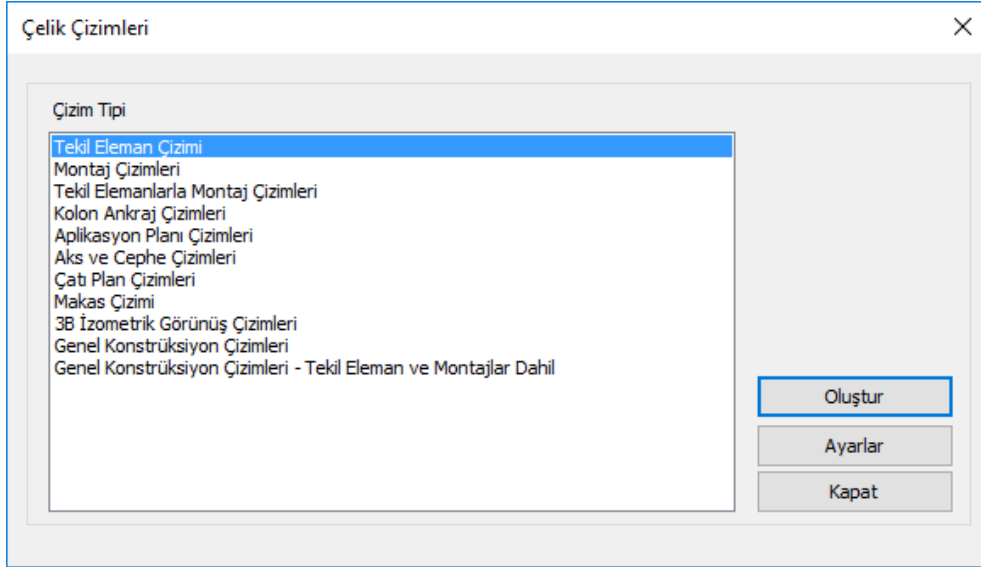 Çelik Çizimleri
Çizim Tipi
Tekil Eleman Çizimi
Montaj Çizimleri
Tekil Elemanlarla Montaj Çizimleri
Kolon Ankraj Çizimleri
Aplikasyon Planı Çizimleri
Aks ve Cephe Çizimleri
Çatı Plan Çizimleri
Makas Çizimi
3B İzometrik Görünüş Çizimleri
Genel Konstrüksiyon Çizimleri
Genel Konstrüksiyon Çizimleri - Tekil Eleman ve Montajlar Dahil
Oluştur
Ayarlar
Kapat